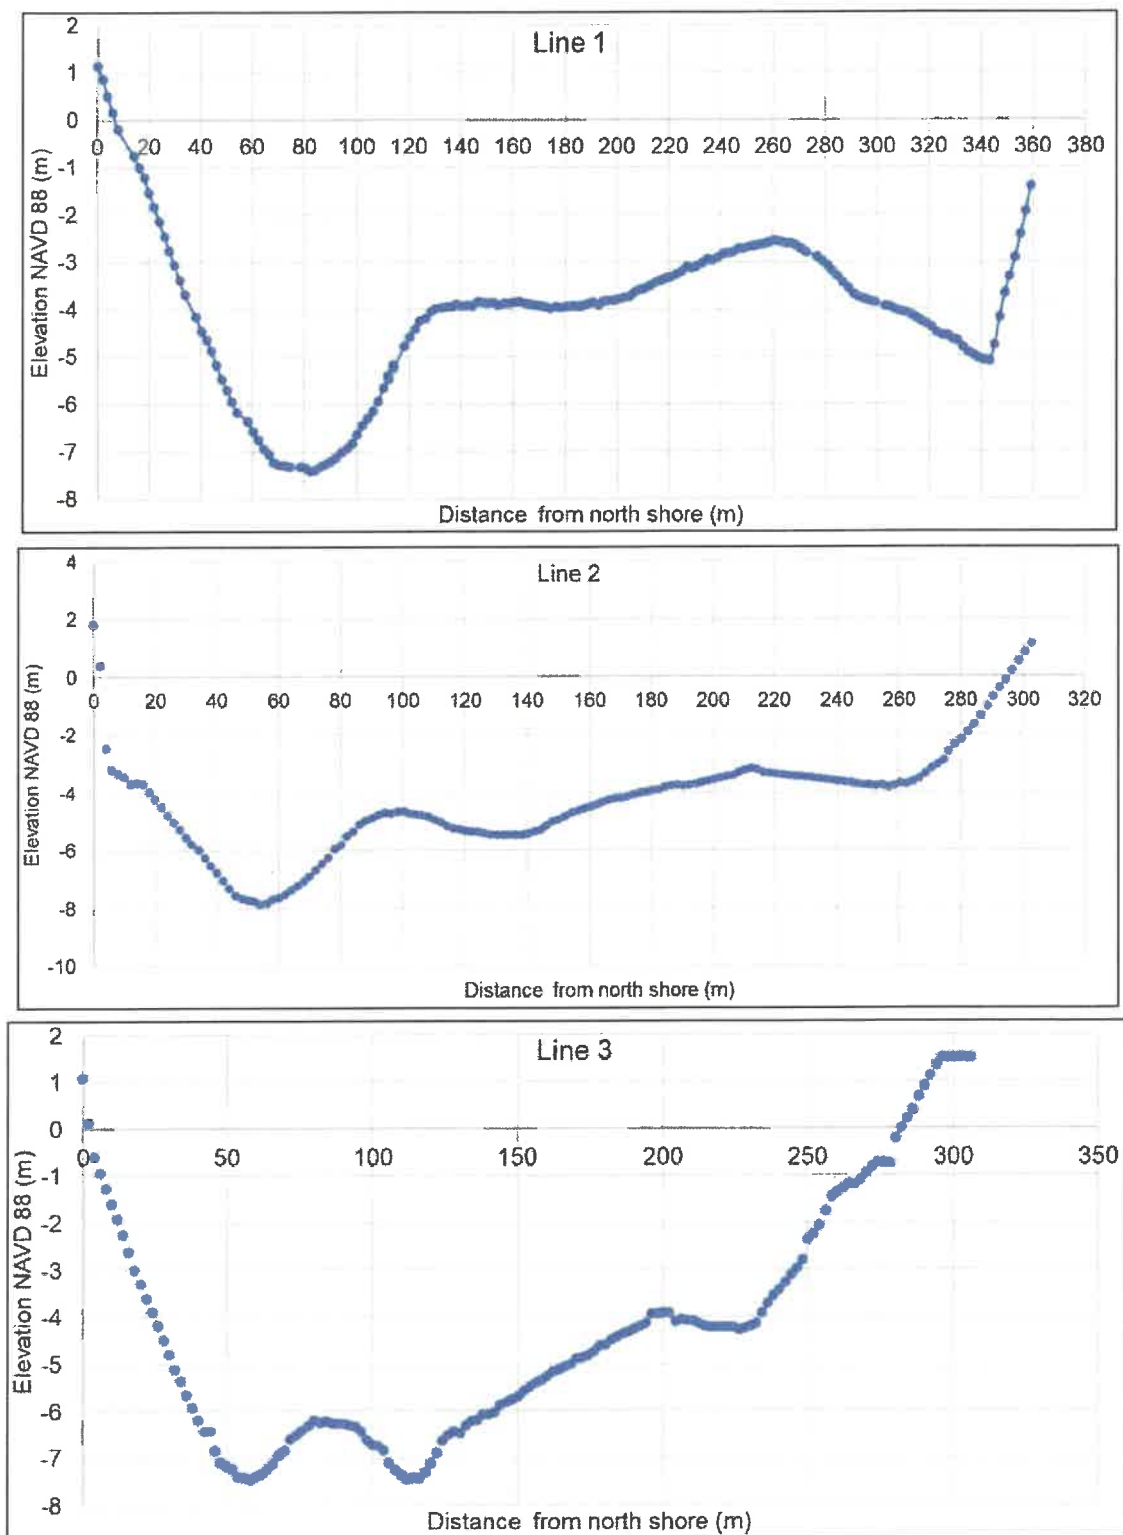 Line 1
2
1
0
0 20 40 60 80 100 120 140 160 180 200 220 240 260 280 300 320 340 360 380
-1
-2
-3
-4
-5
-6
-7
-8
Elevation NAVD 88 (m)
Distance from north shore (m)
Line 2
4
2
0
0 20 40 60 80 100 120 140 160 180 200 220 240 260 280 300 320
-2
-4
-6
-8
-10
Elevation NAVD 88 (m)
Distance from north shore (m)
Line 3
2
1
0
0 50 100 150 200 250 300 350
-1
-2
-3
-4
-5
-6
-7
-8
Elevation NAVD 88 (m)
Distance from north shore (m)